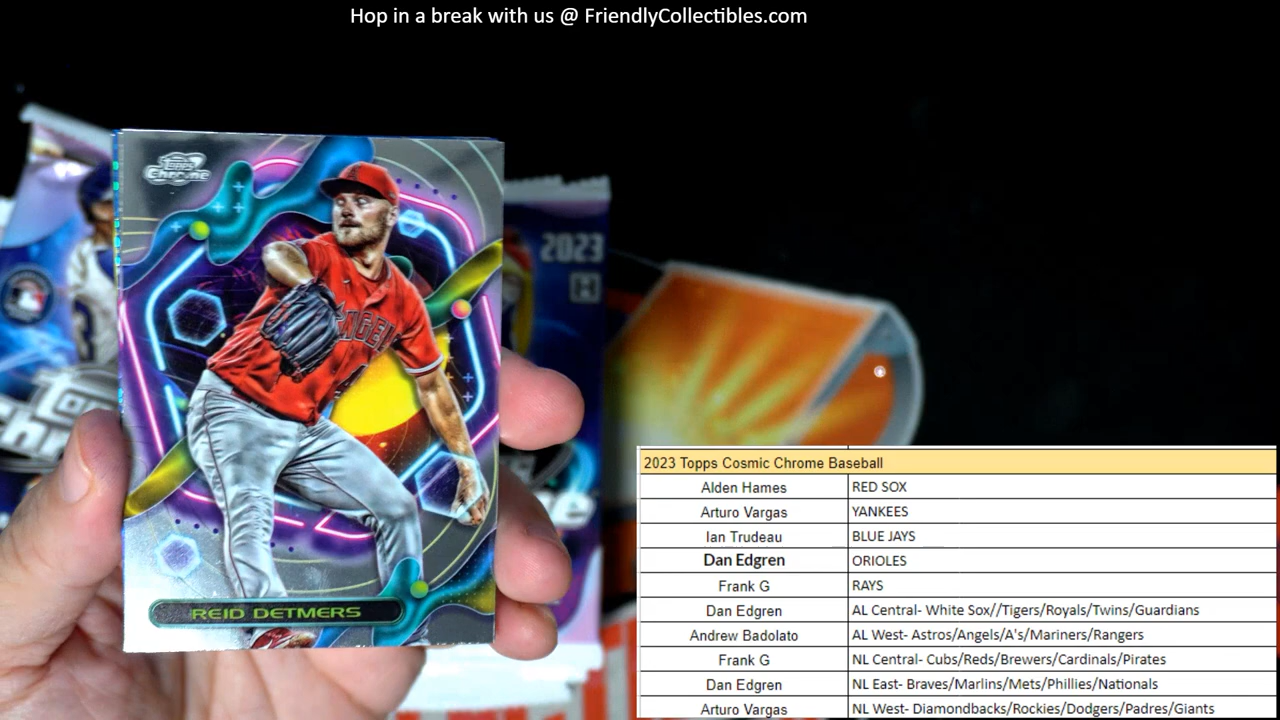 Hop in a break with us @ FriendlyCollectibles.com
Topps
Chrome
2023
H
ANGEL
REID DETMERS
2023 Topps Cosmic Chrome Baseball
Alden Hames RED SOX
Arturo Vargas YANKEES
Ian Trudeau BLUE JAYS
Dan Edgren ORIOLES
Frank G RAYS
Dan Edgren AL Central- White Sox//Tigers/Royals/Twins/Guardians
Andrew Badolato AL West- Astros/Angels/A's/Mariners/Rangers
Frank G NL Central- Cubs/Reds/Brewers/Cardinals/Pirates
Dan Edgren NL East- Braves/Marlins/Mets/Phillies/Nationals
Arturo Vargas NL West- Diamondbacks/Rockies/Dodgers/Padres/Giants